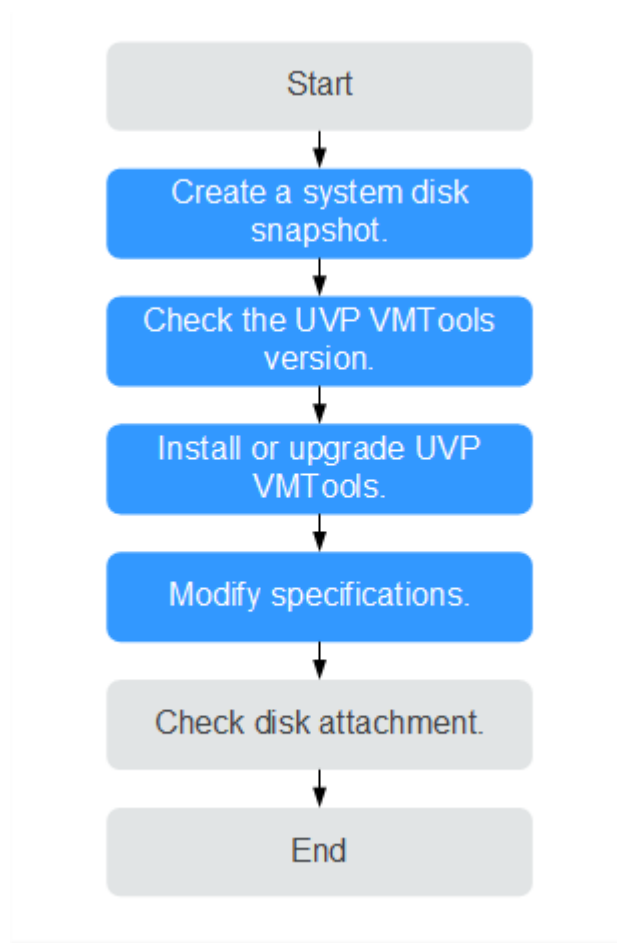 Start
Create a system disk
snapshot.
Check the UVP VMTools
version.
Install or upgrade UVP
VMTools.
Modify specifications.
Check disk attachment.
End